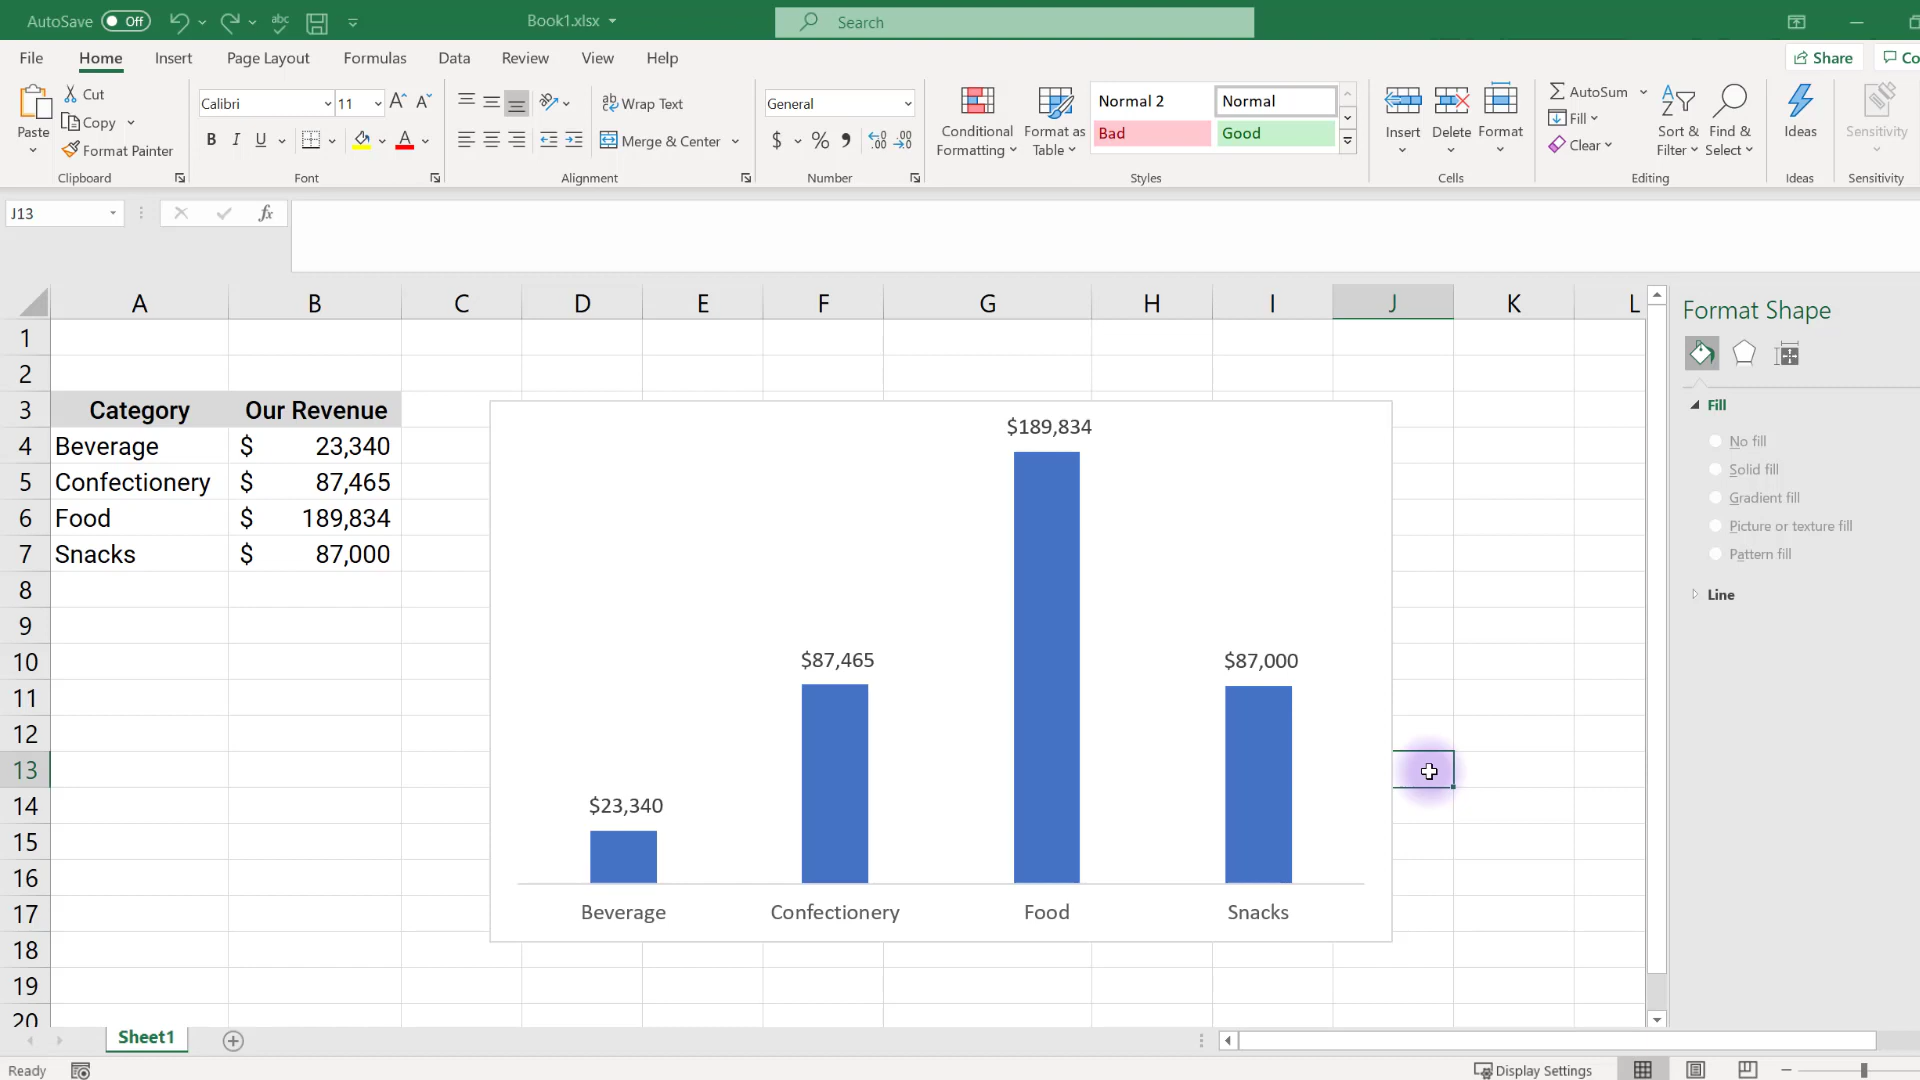 AutoSave Off abc Book1.xlsx Search
File Home Insert Page Layout Formulas Data Review View Help Share Co
Paste Cut Copy Format Painter Clipboard
Calibri 11 B I U A Font
ab Wrap Text Merge & Center Alignment
General $ % Number
Conditional Formatting Format as Table Normal 2 Normal Bad Good Styles
Insert Delete Format Cells
AutoSum Fill Clear Sort & Filter Find & Select Editing
Ideas Ideas
Sensitivity Sensitivity
J13 fx
A B C D E F G H I J K L
1
2
3 Category Our Revenue
4 Beverage $ 23,340
5 Confectionery $ 87,465
6 Food $ 189,834
7 Snacks $ 87,000
8
9
10
11
12
13
14
15
16
17
18
19
20
$189,834
$87,465
$87,000
$23,340
Beverage Confectionery Food Snacks
Format Shape
Fill
No fill
Solid fill
Gradient fill
Picture or texture fill
Pattern fill
Line
Sheet1
Ready Display Settings